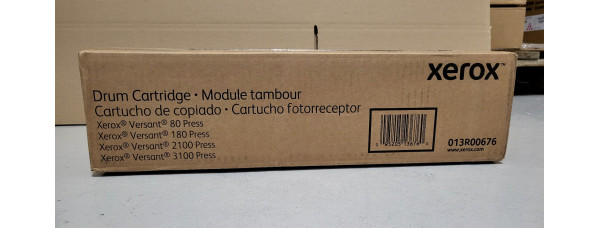 xerox™
Drum Cartridge • Module tambour
Cartucho de copiado • Cartucho fotorreceptor
Xerox® Versant® 80 Press
Xerox® Versant® 180 Press
Xerox® Versant® 2100 Press
Xerox® Versant® 3100 Press
013R00676
www.xerox.com